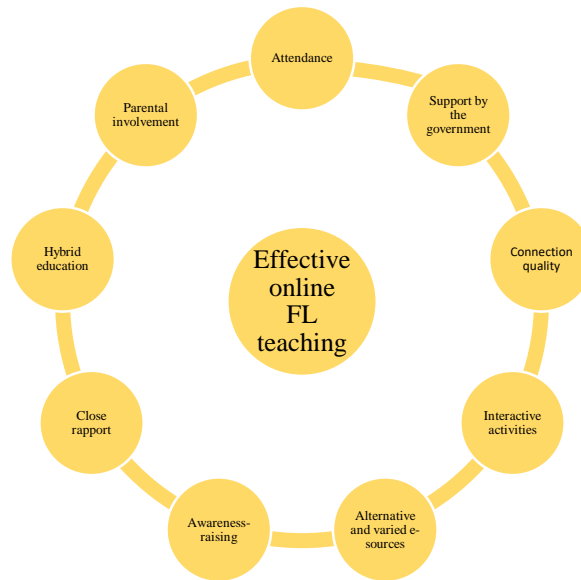 Attendance
Support by
the
government
Connection
quality
Interactive
activities
Alternative
and varied e-
sources
Awareness-
raising
Close
rapport
Hybrid
education
Parental
involvement
Effective
online
FL
teaching